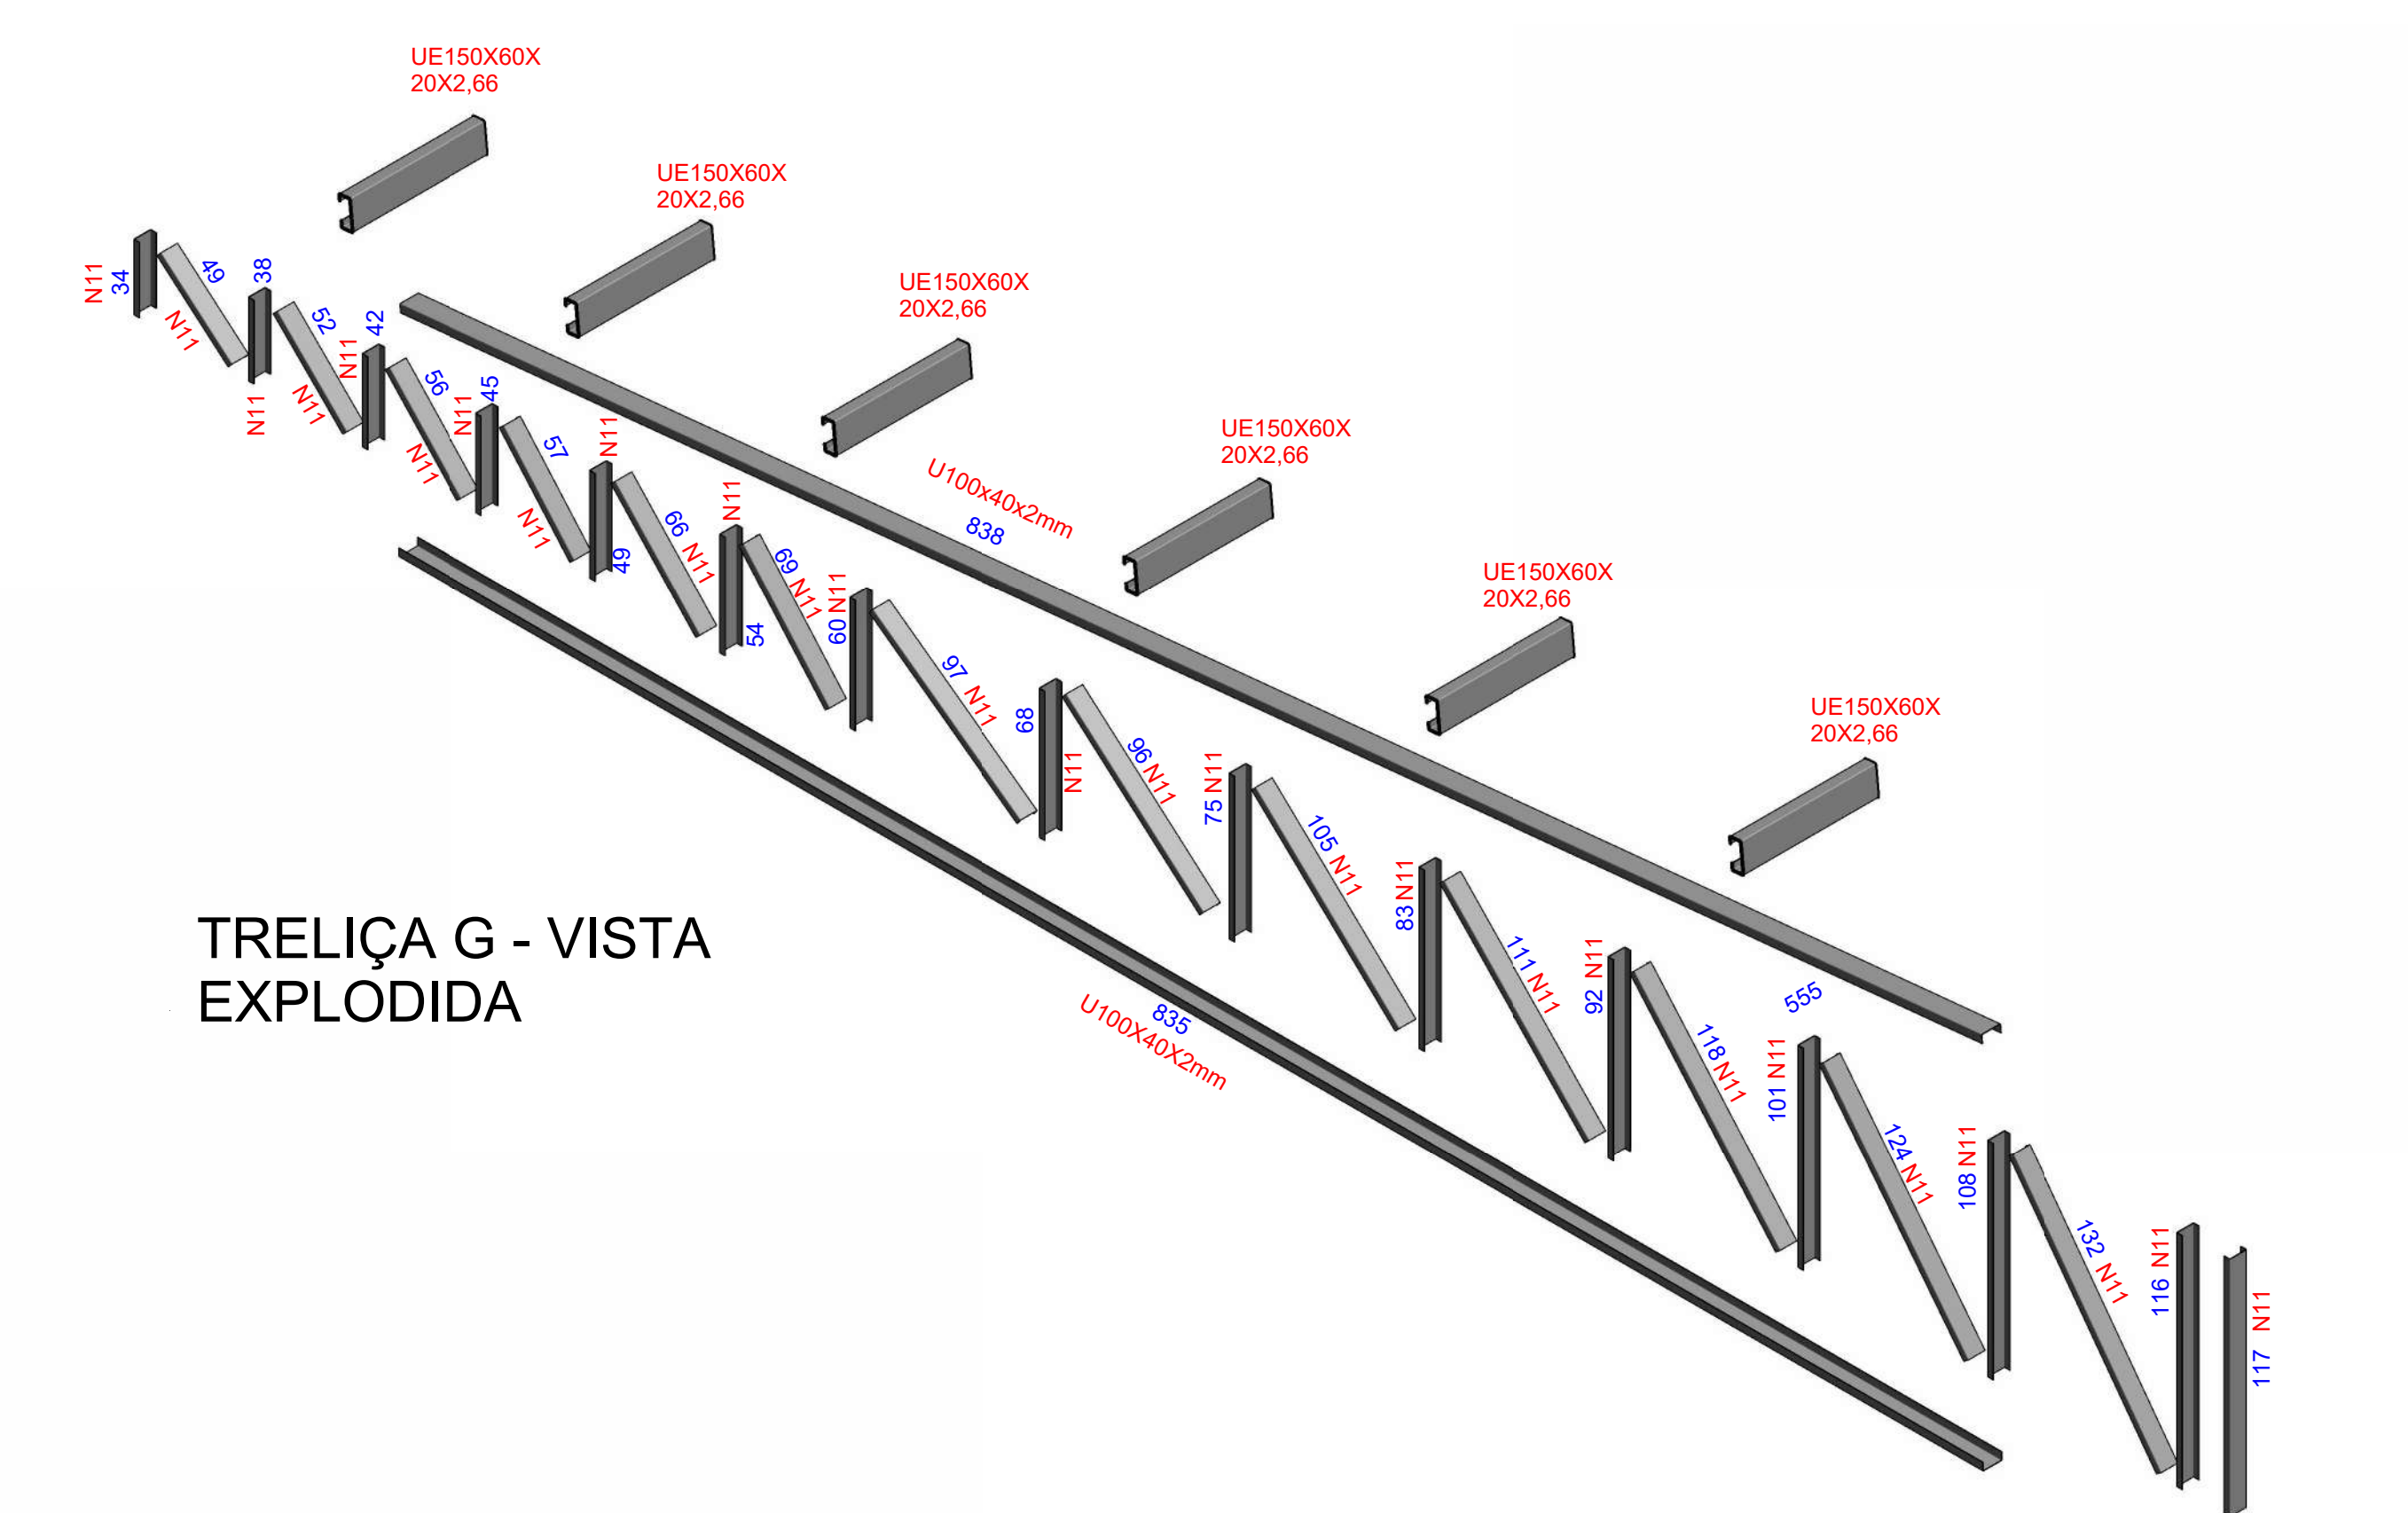 UE150X60X
20X2,66
UE150X60X
20X2,66
UE150X60X
20X2,66
UE150X60X
20X2,66
UE150X60X
20X2,66
UE150X60X
20X2,66
N11
34
49
N11
38
N11
52
N11
42
N11
56
N11
45
N11
57
N11
N11
49
66 N11
N11
54
69 N11
60 N11
97 N11
68
N11
96 N11
75 N11
105 N11
83 N11
111 N11
92 N11
118 N11
101 N11
124 N11
108 N11
132 N11
116 N11
117 N11
U100x40x2mm
838
555
835
U100X40X2mm
TRELIÇA G - VISTA
EXPLODIDA